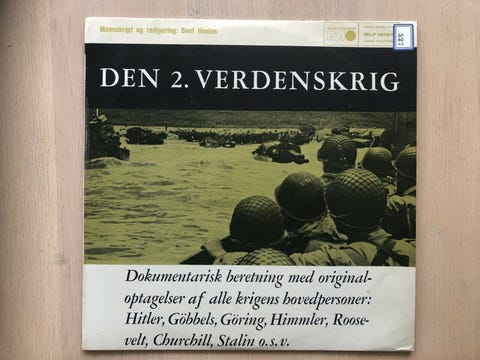 Manuskript og redigering: Bent Henius
MO
DEN 2. VERDENSKRIG
Dokumentarisk beretning med original-
optagelser af alle krigens hovedpersoner:
Hitler, Göbbels, Göring, Himmler, Roose-
velt, Churchill, Stalin o.s.v.